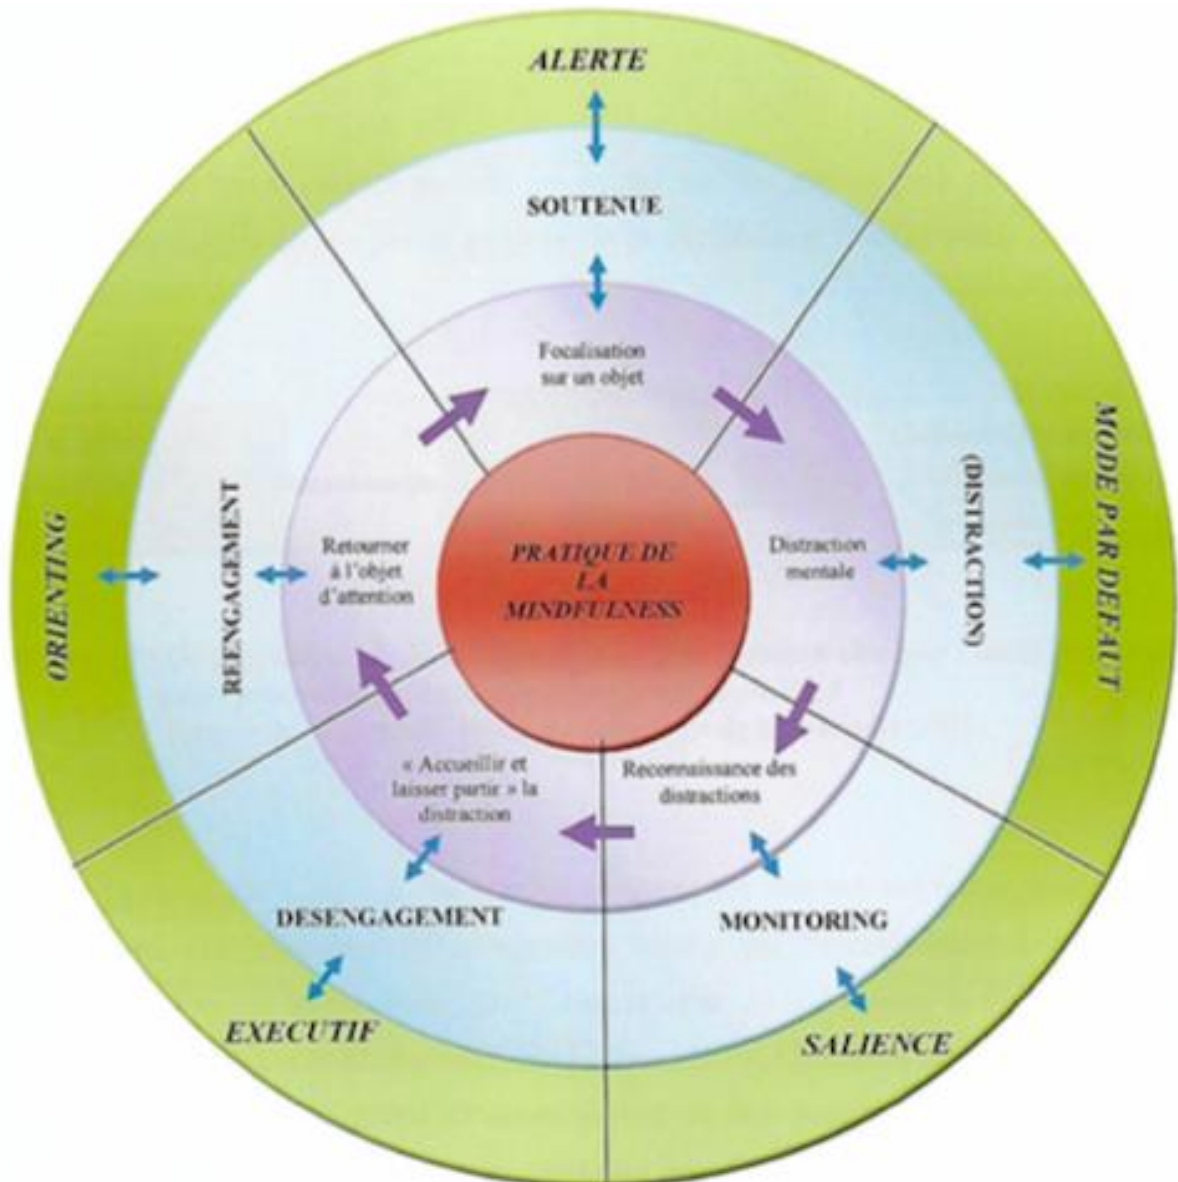 ALERTE
SOUTENUE
Focalisation
sur un objet
MODE PAR DEFAUT
(DISTRACTION)
Distraction
mentale
PRATIQUE DE
LA
MINDFULNESS
Retourner
à l'objet
d'attention
REENGAGEMENT
ORIENTING
Reconnaissance des
distractions
MONITORING
SALIENCE
« Accueillir et
laisser partir » la
distraction
DESENGAGEMENT
EXECUTIF